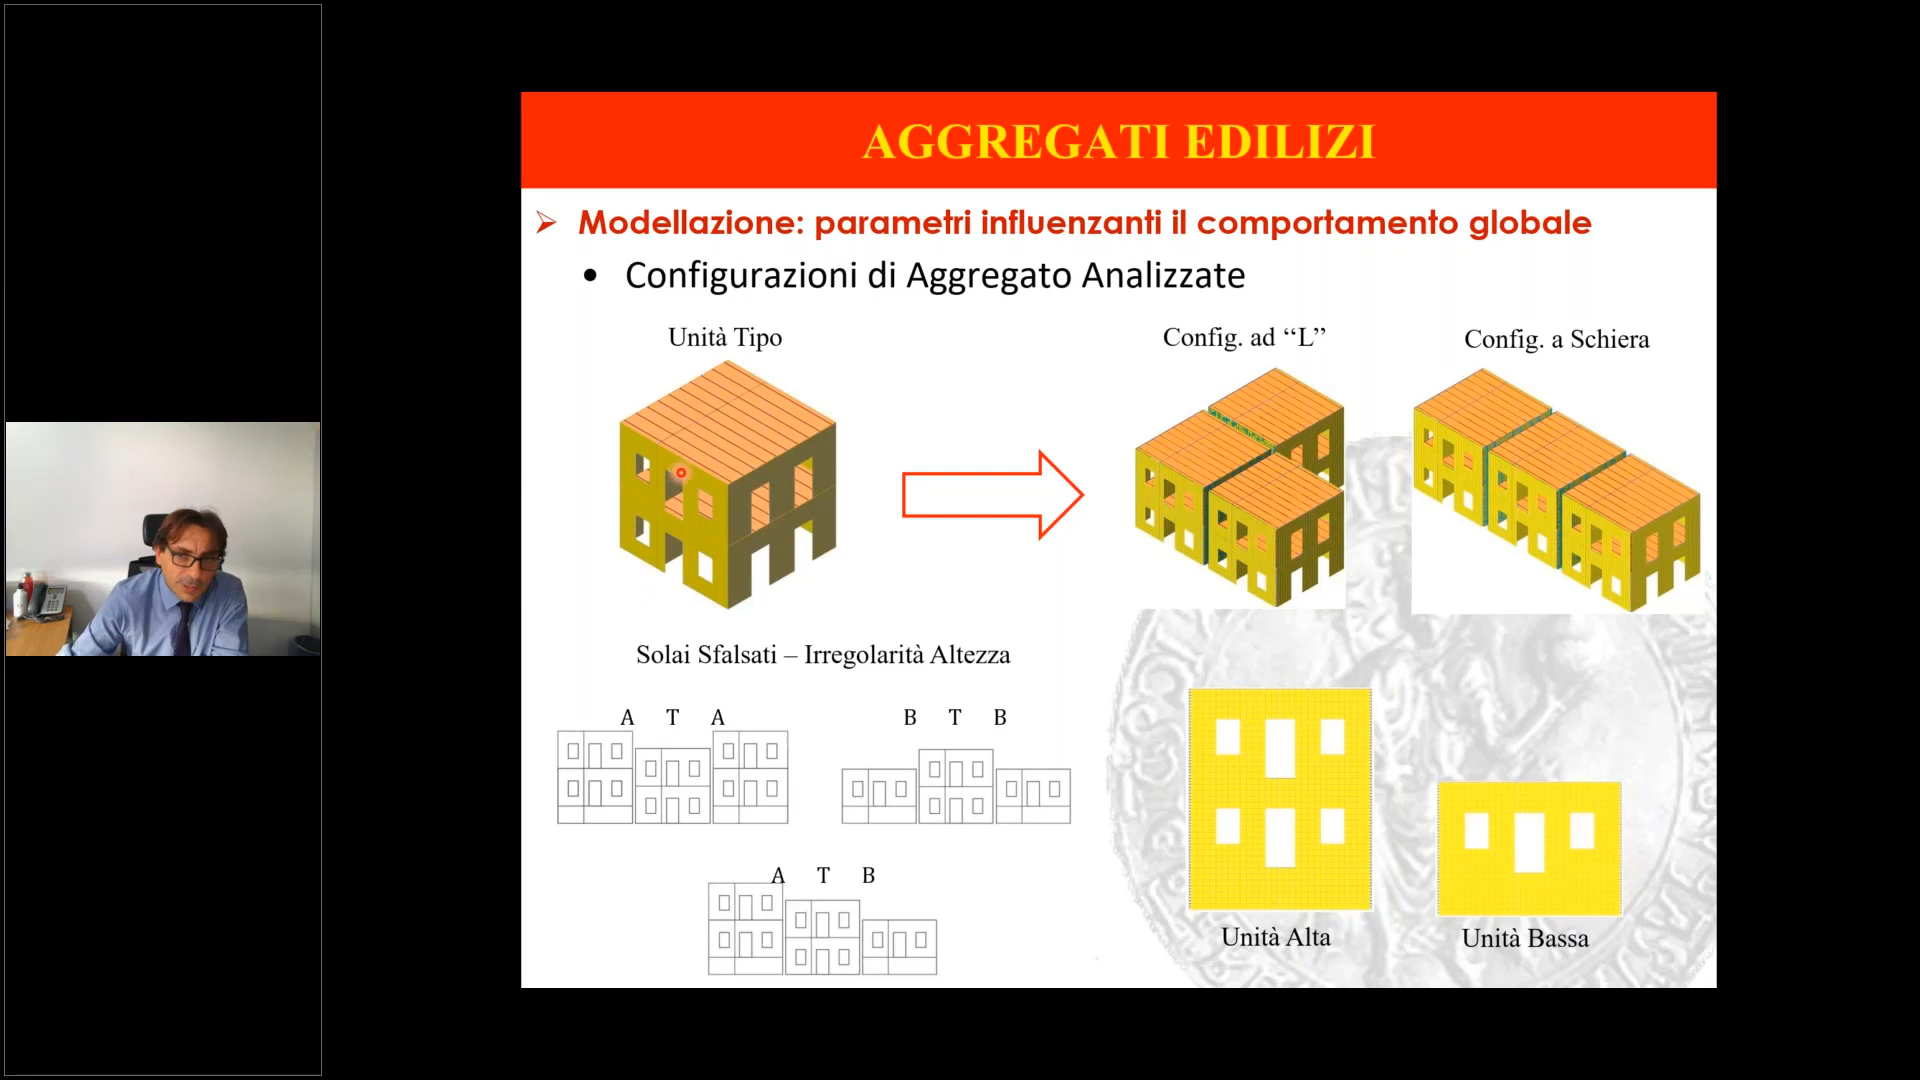 AGGREGATI EDILIZI
Modellazione: parametri influenzanti il comportamento globale
Configurazioni di Aggregato Analizzate
Unità Tipo
Config. ad “L”
Config. a Schiera
Solai Sfalsati – Irregolarità Altezza
A T A
B T B
A T B
Unità Alta
Unità Bassa